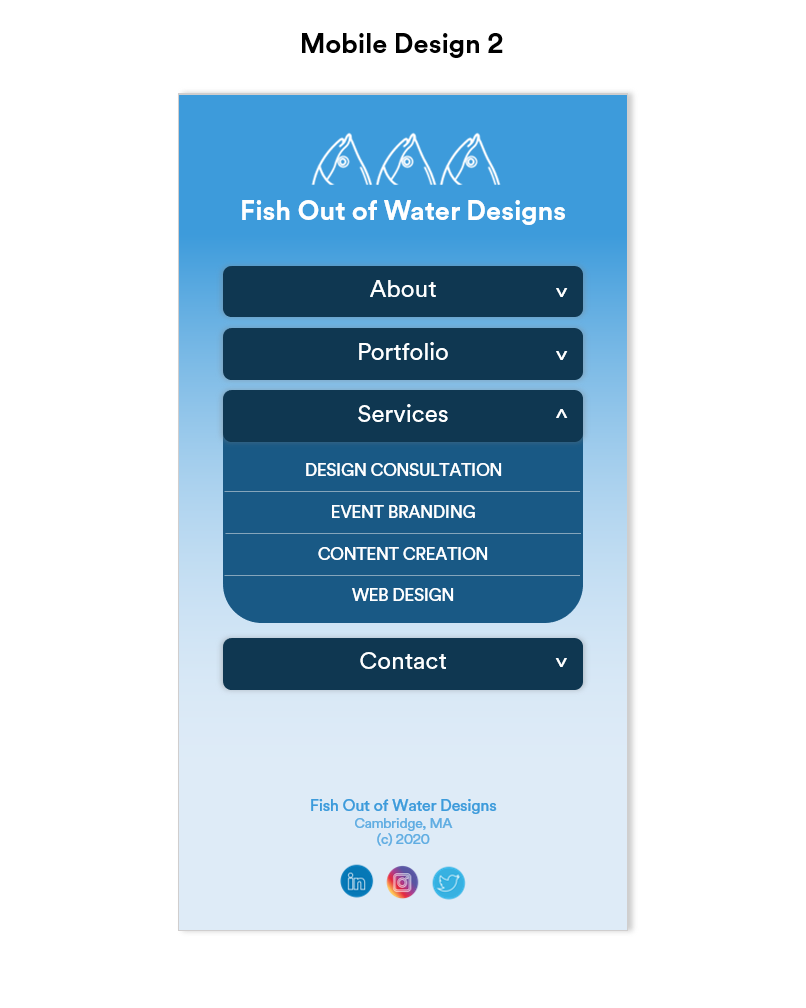 Mobile Design 2
Fish Out of Water Designs
About v
Portfolio v
Services ^
DESIGN CONSULTATION
EVENT BRANDING
CONTENT CREATION
WEB DESIGN
Contact v
Fish Out of Water Designs
Cambridge, MA
(c) 2020
in